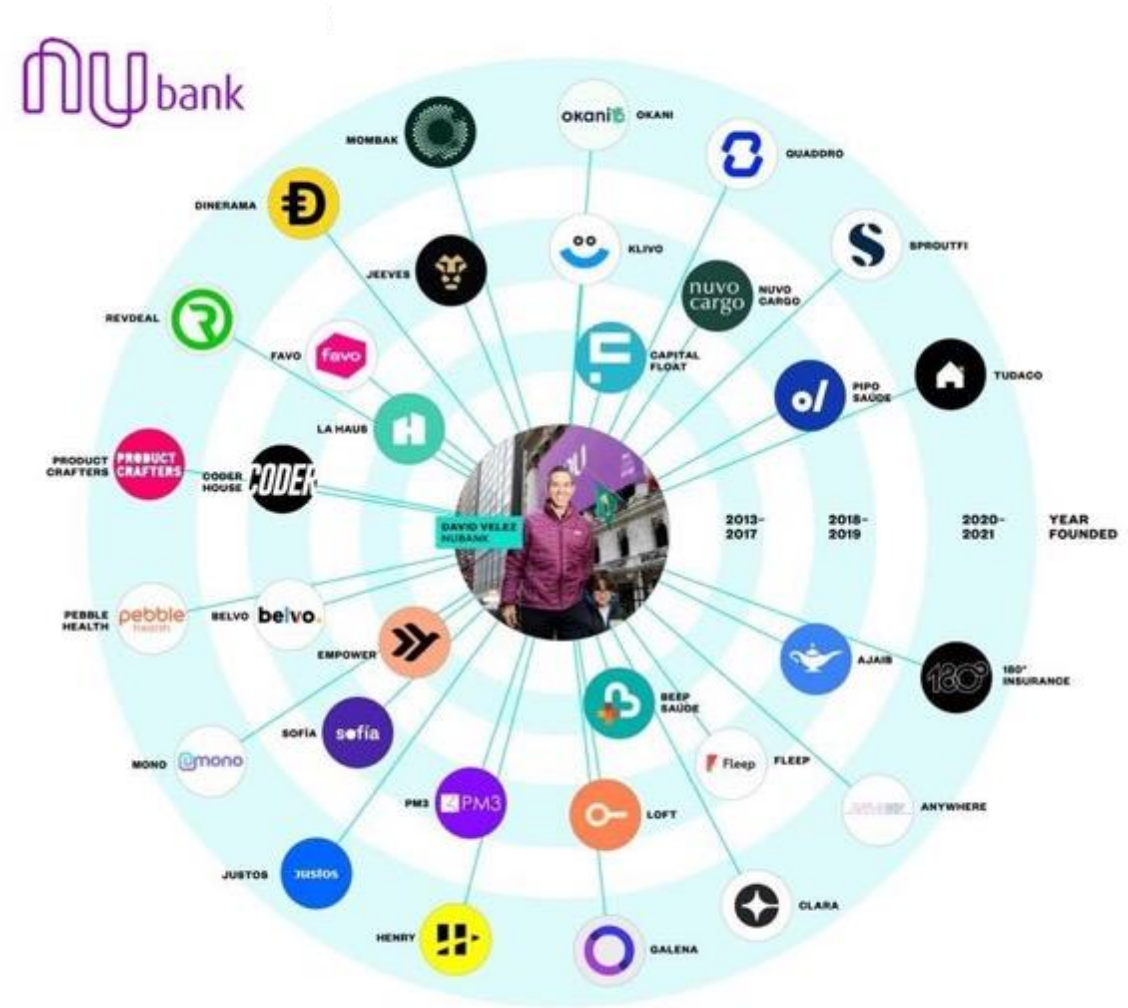 nu bank
okani
OKANI
MOMBAK
QUADDRO
DINERAMA
KLIVO
SPROUTFI
JEEVES
nuvo
cargo
NUVO
CARGO
REVDEAL
FAVO
favo
CAPITAL
FLOAT
TUDACO
PIPO
SAÚDE
LA HAUS
PRODUCT
CRAFTERS
PRODUCT
CRAFTERS
CODER
HOUSE
CODER
DAVID VELEZ
NUBANK
2013-
2017
2018-
2019
2020-
2021
YEAR
FOUNDED
PEBBLE
HEALTH
pebble
health
BELVO
belvo.
EMPOWER
AJAIB
180°
180°
INSURANCE
BEEP
SAÚDE
SOFÍA
sofía
MONO
mono
Fleep
FLEEP
PM3
PM3
LOFT
ANYWHERE
JUSTOS
JUSTOS
CLARA
HENRY
GALENA